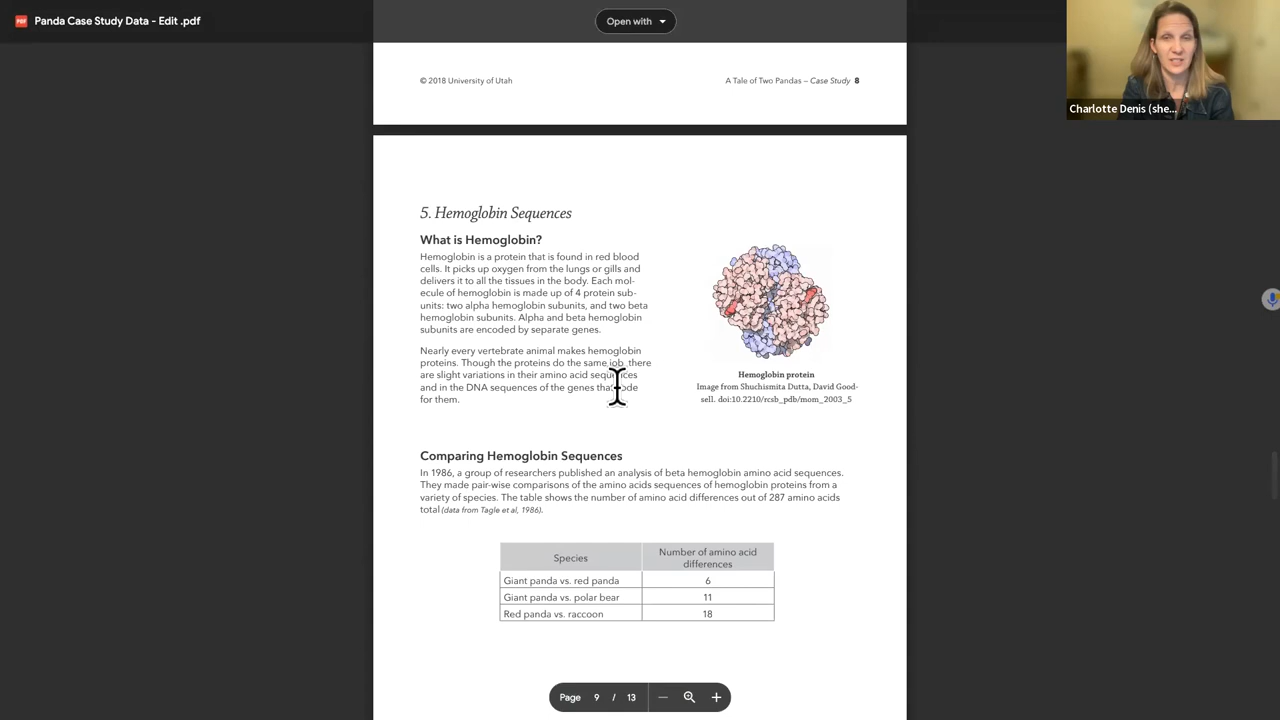 Panda Case Study Data - Edit .pdf
Open with
Charlotte Denis (she...
© 2018 University of Utah
A Tale of Two Pandas – Case Study 8
5. Hemoglobin Sequences
What is Hemoglobin?
Hemoglobin is a protein that is found in red blood
cells. It picks up oxygen from the lungs or gills and
delivers it to all the tissues in the body. Each mol-
ecule of hemoglobin is made up of 4 protein sub-
units: two alpha hemoglobin subunits, and two beta
hemoglobin subunits. Alpha and beta hemoglobin
subunits are encoded by separate genes.
Nearly every vertebrate animal makes hemoglobin
proteins. Though the proteins do the same job, there
are slight variations in their amino acid sequences
and in the DNA sequences of the genes that code
for them.
Hemoglobin protein
Image from Shuchismita Dutta, David Good-
sell. doi:10.2210/rcsb_pdb/mom_2003_5
Comparing Hemoglobin Sequences
In 1986, a group of researchers published an analysis of beta hemoglobin amino acid sequences.
They made pair-wise comparisons of the amino acids sequences of hemoglobin proteins from a
variety of species. The table shows the number of amino acid differences out of 287 amino acids
total (data from Tagle et al, 1986).
Species
Number of amino acid
differences
Giant panda vs. red panda 6
Giant panda vs. polar bear 11
Red panda vs. raccoon 18
Page 9 / 13